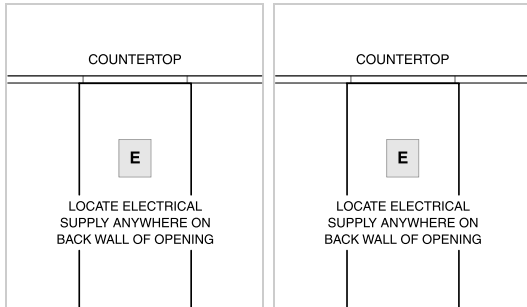 COUNTERTOP
E
LOCATE ELECTRICAL
SUPPLY ANYWHERE ON
BACK WALL OF OPENING
COUNTERTOP
E
LOCATE ELECTRICAL
SUPPLY ANYWHERE ON
BACK WALL OF OPENING